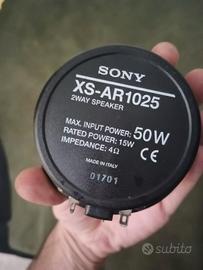 SONY
XS-AR1025
2WAY SPEAKER
MAX. INPUT POWER: 50W
RATED POWER: 15W
IMPEDANCE: 4Ω
CE
MADE IN ITALY
01701
subito